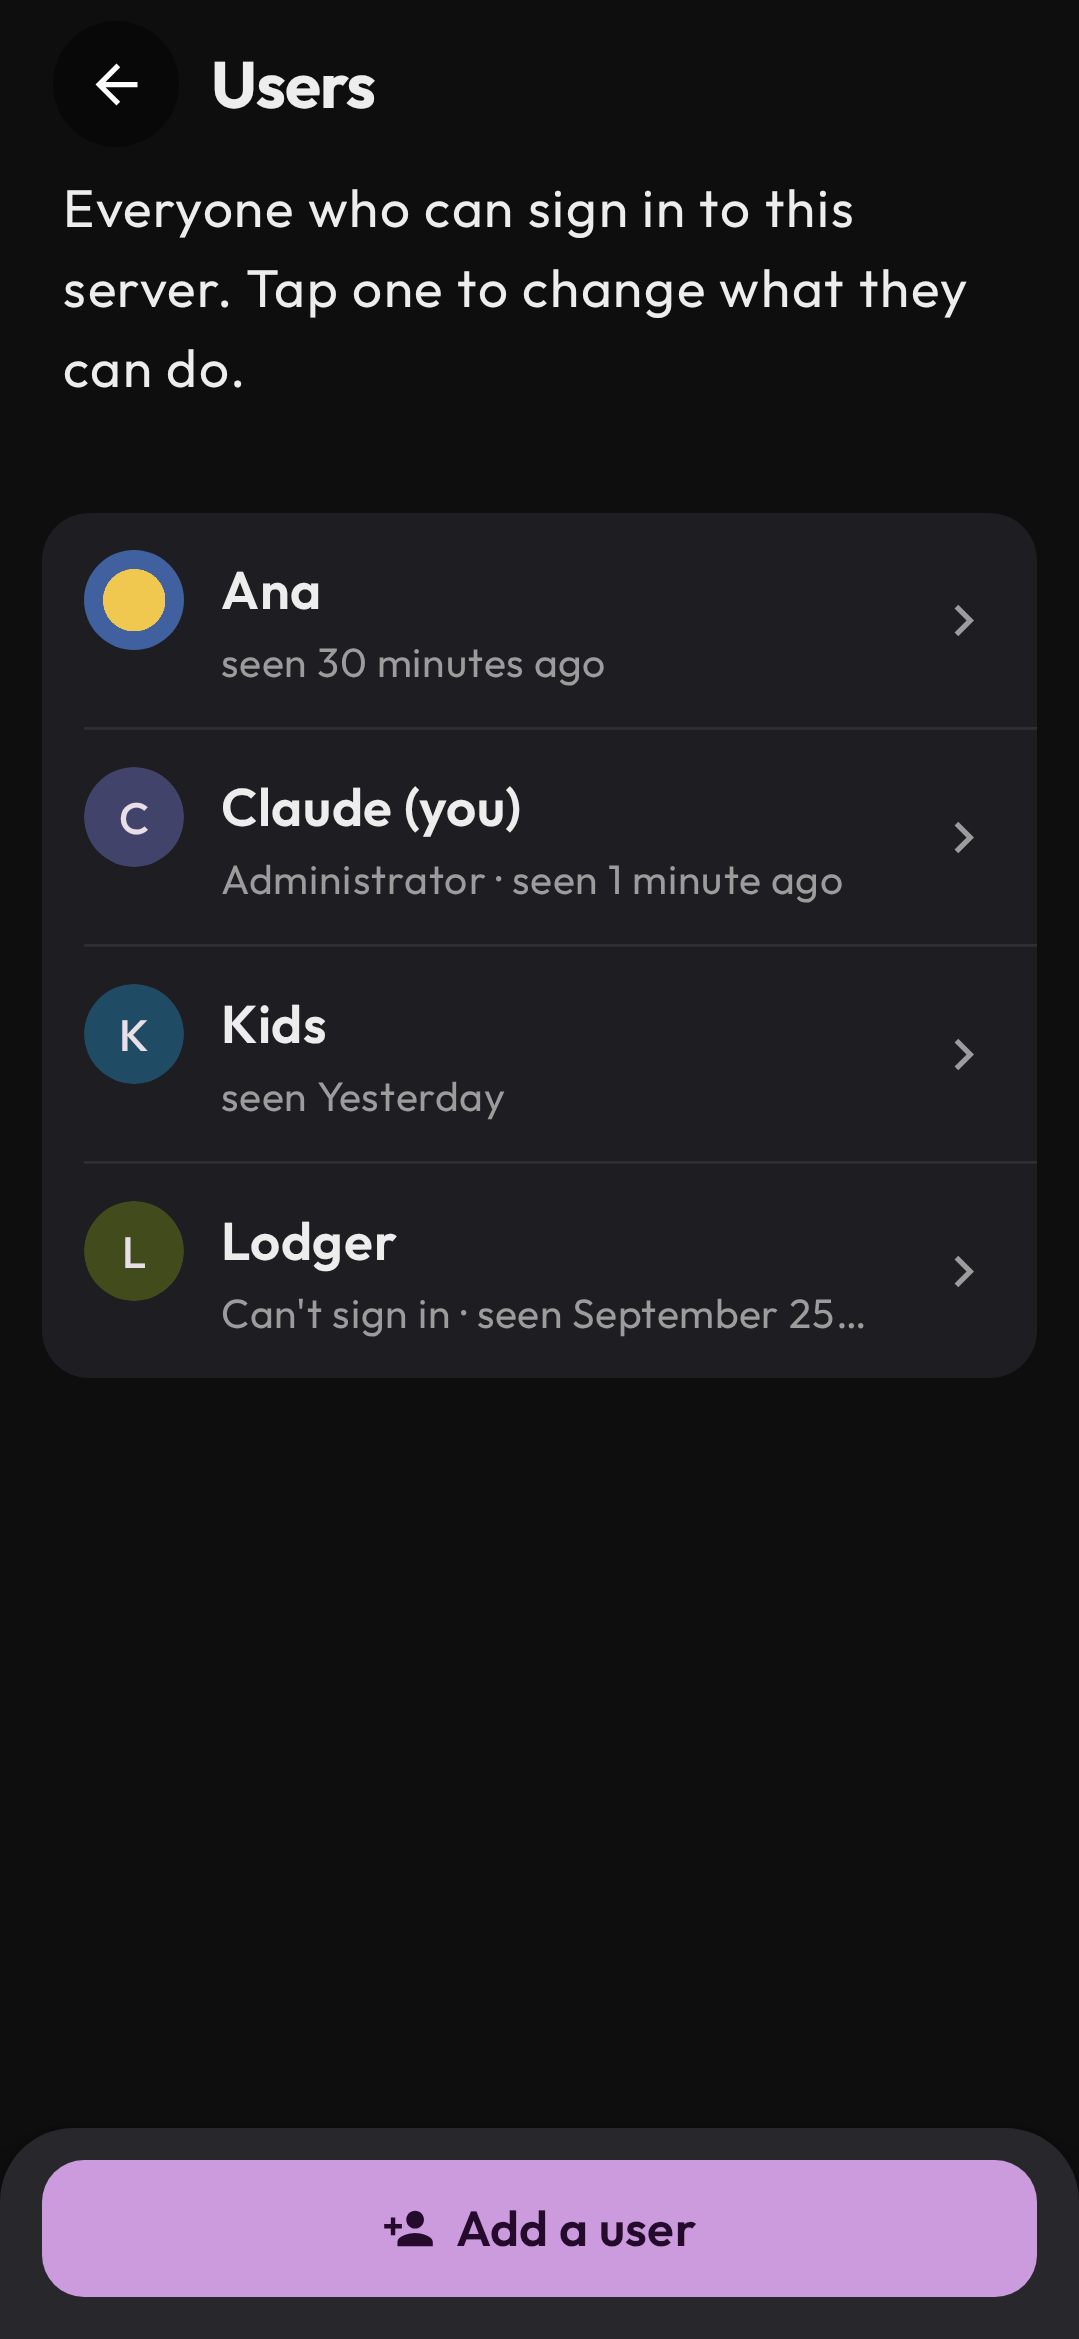 Users
Everyone who can sign in to this
server. Tap one to change what they
can do.
Ana
seen 30 minutes ago
C
Claude (you)
Administrator · seen 1 minute ago
K
Kids
seen Yesterday
L
Lodger
Can't sign in · seen September 25...
Add a user